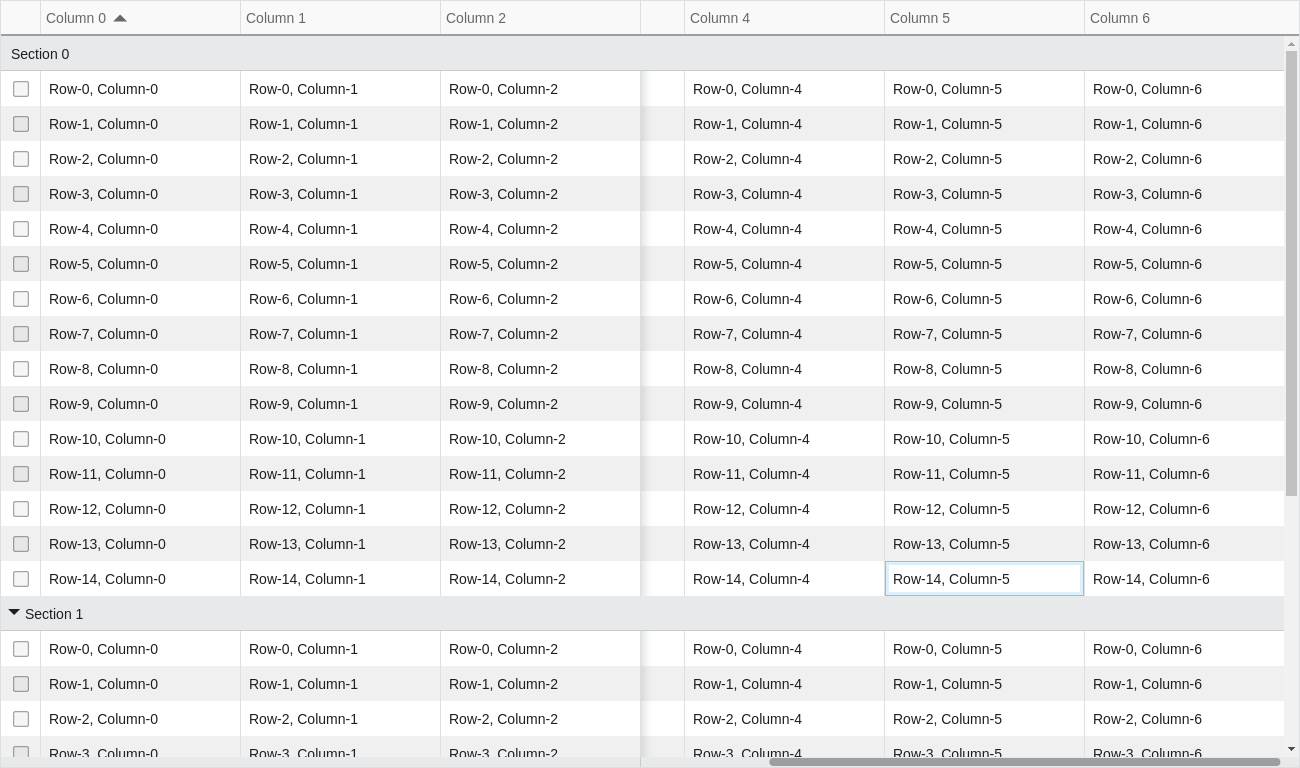 Column 0 Column 1 Column 2 Column 4 Column 5 Column 6
Section 0
Row-0, Column-0 Row-0, Column-1 Row-0, Column-2 Row-0, Column-4 Row-0, Column-5 Row-0, Column-6
Row-1, Column-0 Row-1, Column-1 Row-1, Column-2 Row-1, Column-4 Row-1, Column-5 Row-1, Column-6
Row-2, Column-0 Row-2, Column-1 Row-2, Column-2 Row-2, Column-4 Row-2, Column-5 Row-2, Column-6
Row-3, Column-0 Row-3, Column-1 Row-3, Column-2 Row-3, Column-4 Row-3, Column-5 Row-3, Column-6
Row-4, Column-0 Row-4, Column-1 Row-4, Column-2 Row-4, Column-4 Row-4, Column-5 Row-4, Column-6
Row-5, Column-0 Row-5, Column-1 Row-5, Column-2 Row-5, Column-4 Row-5, Column-5 Row-5, Column-6
Row-6, Column-0 Row-6, Column-1 Row-6, Column-2 Row-6, Column-4 Row-6, Column-5 Row-6, Column-6
Row-7, Column-0 Row-7, Column-1 Row-7, Column-2 Row-7, Column-4 Row-7, Column-5 Row-7, Column-6
Row-8, Column-0 Row-8, Column-1 Row-8, Column-2 Row-8, Column-4 Row-8, Column-5 Row-8, Column-6
Row-9, Column-0 Row-9, Column-1 Row-9, Column-2 Row-9, Column-4 Row-9, Column-5 Row-9, Column-6
Row-10, Column-0 Row-10, Column-1 Row-10, Column-2 Row-10, Column-4 Row-10, Column-5 Row-10, Column-6
Row-11, Column-0 Row-11, Column-1 Row-11, Column-2 Row-11, Column-4 Row-11, Column-5 Row-11, Column-6
Row-12, Column-0 Row-12, Column-1 Row-12, Column-2 Row-12, Column-4 Row-12, Column-5 Row-12, Column-6
Row-13, Column-0 Row-13, Column-1 Row-13, Column-2 Row-13, Column-4 Row-13, Column-5 Row-13, Column-6
Row-14, Column-0 Row-14, Column-1 Row-14, Column-2 Row-14, Column-4 Row-14, Column-5 Row-14, Column-6
Section 1
Row-0, Column-0 Row-0, Column-1 Row-0, Column-2 Row-0, Column-4 Row-0, Column-5 Row-0, Column-6
Row-1, Column-0 Row-1, Column-1 Row-1, Column-2 Row-1, Column-4 Row-1, Column-5 Row-1, Column-6
Row-2, Column-0 Row-2, Column-1 Row-2, Column-2 Row-2, Column-4 Row-2, Column-5 Row-2, Column-6
Row-3, Column-0 Row-3, Column-1 Row-3, Column-2 Row-3, Column-4 Row-3, Column-5 Row-3, Column-6